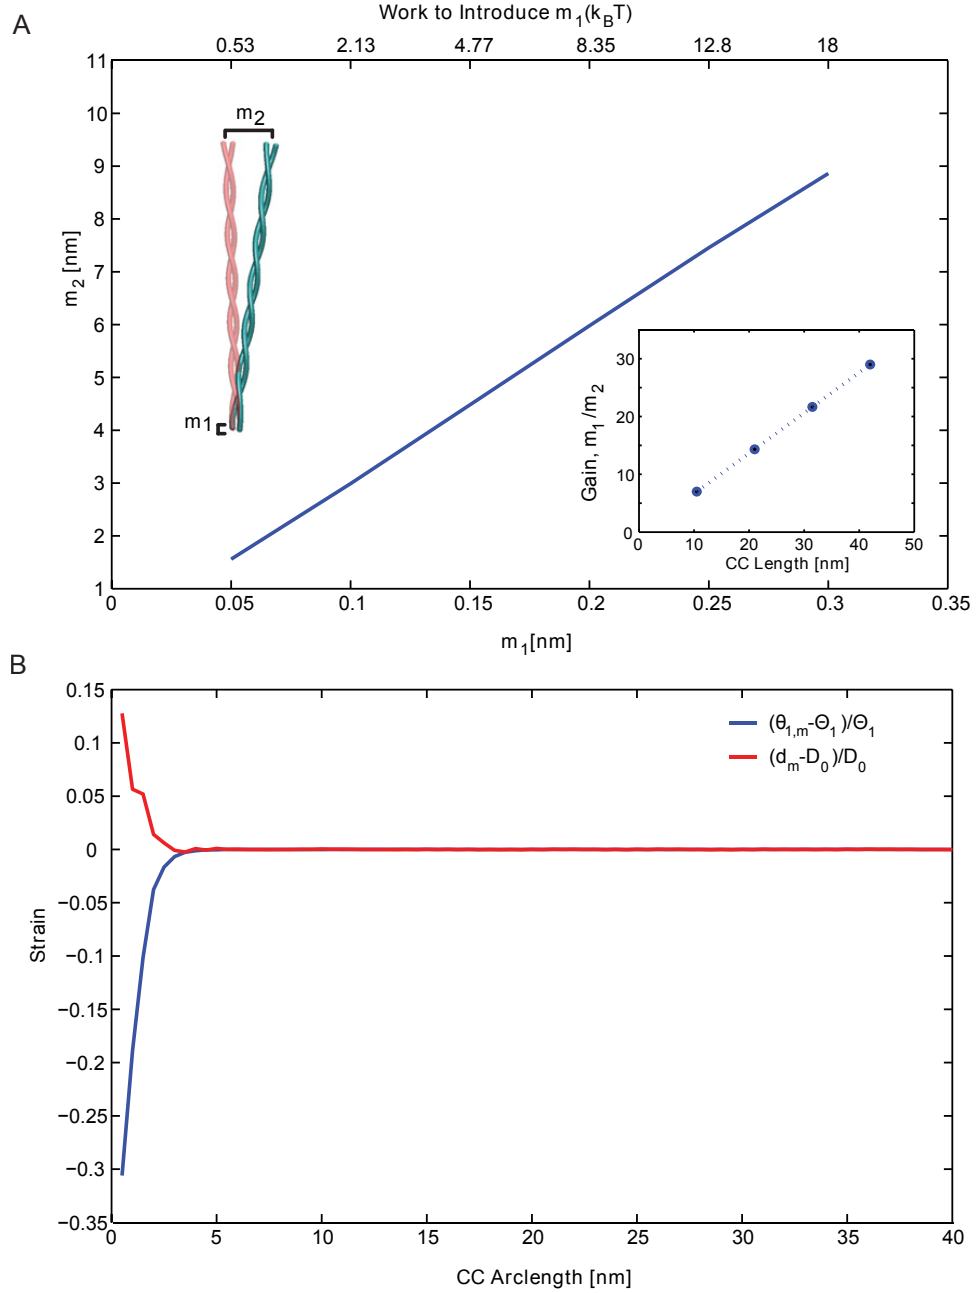 A
Work to Introduce m1(kBT)
0.53 2.13 4.77 8.35 12.8 18
11
10
9
8
7
6
5
4
3
2
1
m2 [nm]
m2
m1
30
20
10
0
Gain, m1/m2
0 10 20 30 40 50
CC Length [nm]
0 0.05 0.1 0.15 0.2 0.25 0.3 0.35
m1[nm]
B
0.15
0.1
0.05
0
−0.05
−0.1
−0.15
−0.2
−0.25
−0.3
−0.35
Strain
(θ1,m-Θ1)/Θ1
(dm-D0)/D0
0 5 10 15 20 25 30 35 40
CC Arclength [nm]